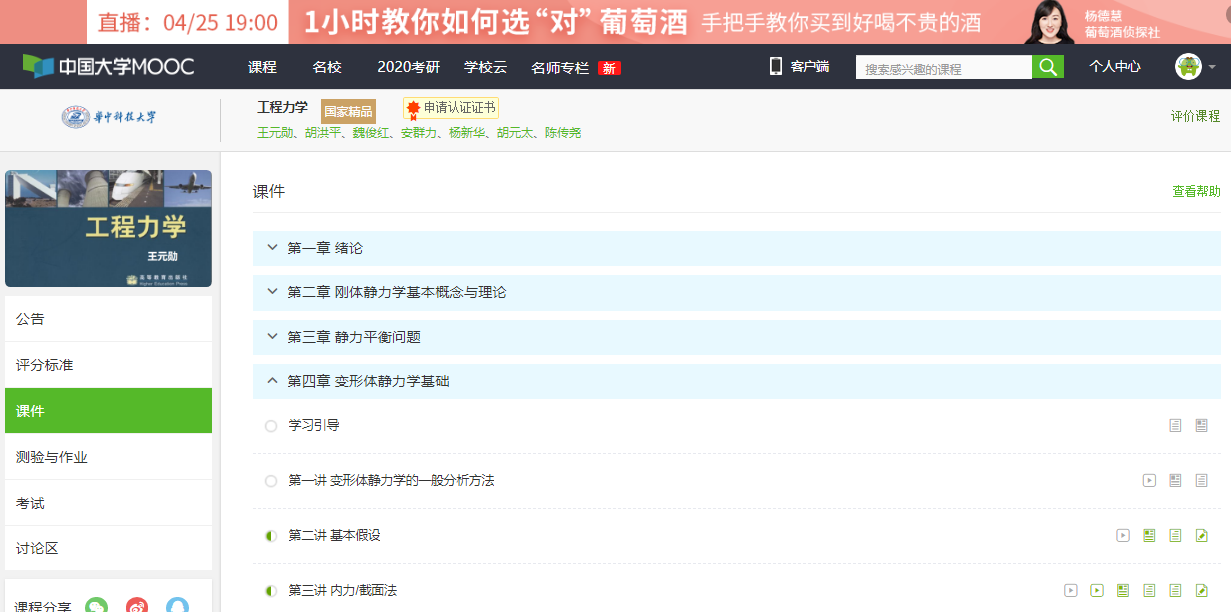 直播：04/25 19:00 1小时教你如何选“对”葡萄酒 手把手教你买到好喝不贵的酒 杨德慧
葡萄酒侦探社
中国大学MOOC 课程 名校 2020考研 学校云 名师专栏 新 客户端 搜索感兴趣的课程 个人中心
华中科技大学
工程力学 国家精品 申请认证证书
王元勋、胡洪平、魏俊红、安群力、杨新华、胡元太、陈传尧
评价课程
工程力学
王元勋
高等教育出版社
Higher Education Press
公告
评分标准
课件
测验与作业
考试
讨论区
课程分享
课件 查看帮助
第一章 绪论
第二章 刚体静力学基本概念与理论
第三章 静力平衡问题
第四章 变形体静力学基础
学习引导
第一讲 变形体静力学的一般分析方法
第二讲 基本假设
第三讲 内力/截面法